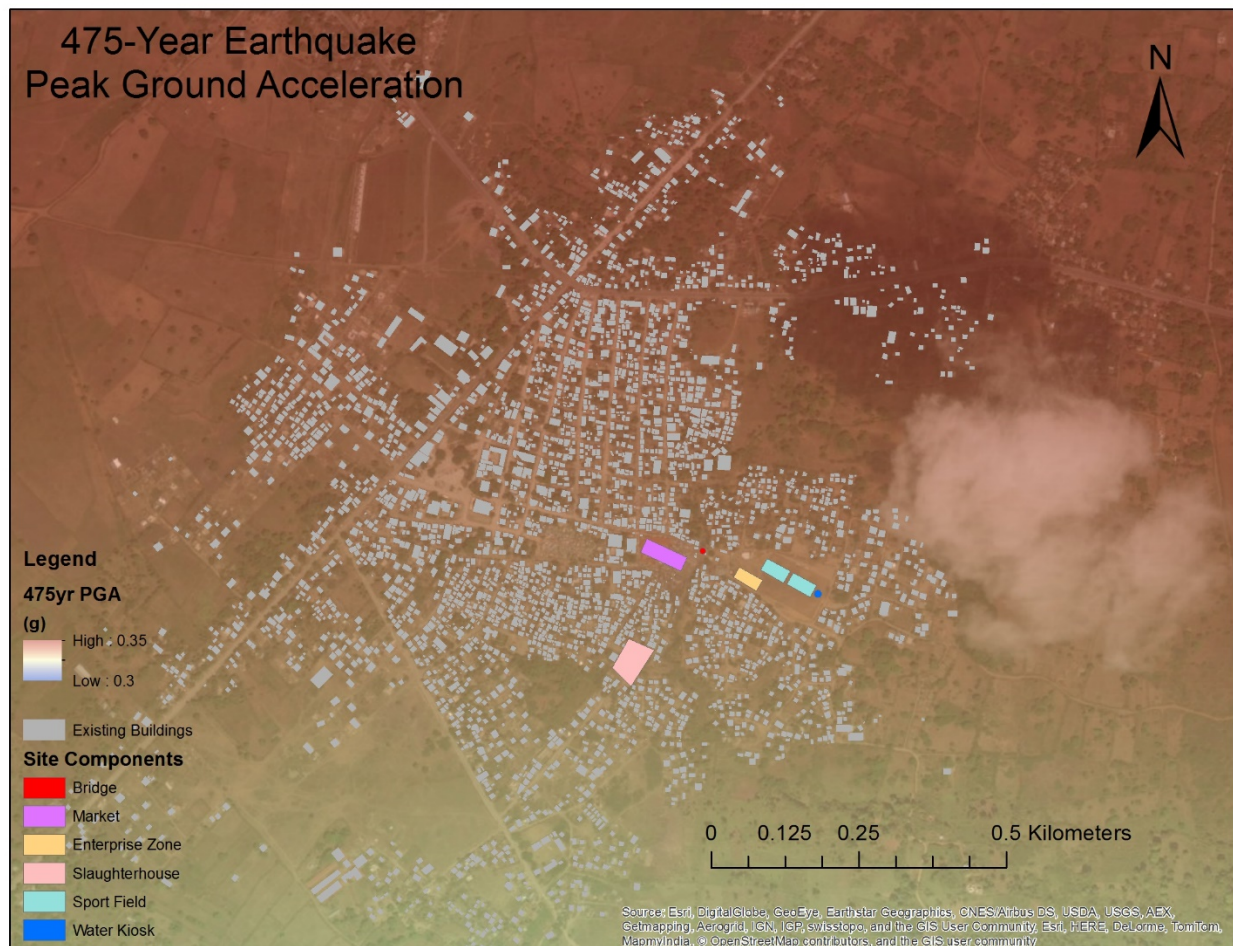 475-Year Earthquake
Peak Ground Acceleration
N
Legend
475yr PGA
(g)
High : 0.35
Low : 0.3
Existing Buildings
Site Components
Bridge
Market
Enterprise Zone
Slaughterhouse
Sport Field
Water Kiosk
0 0.125 0.25 0.5 Kilometers
Source: Esri, DigitalGlobe, GeoEye, Earthstar Geographics, CNES/Airbus DS, USDA, USGS, AEX,
Getmapping, Aerogrid, IGN, IGP, swisstopo, and the GIS User Community, Esri, HERE, DeLorme, TomTom,
MapmyIndia, © OpenStreetMap contributors, and the GIS user community